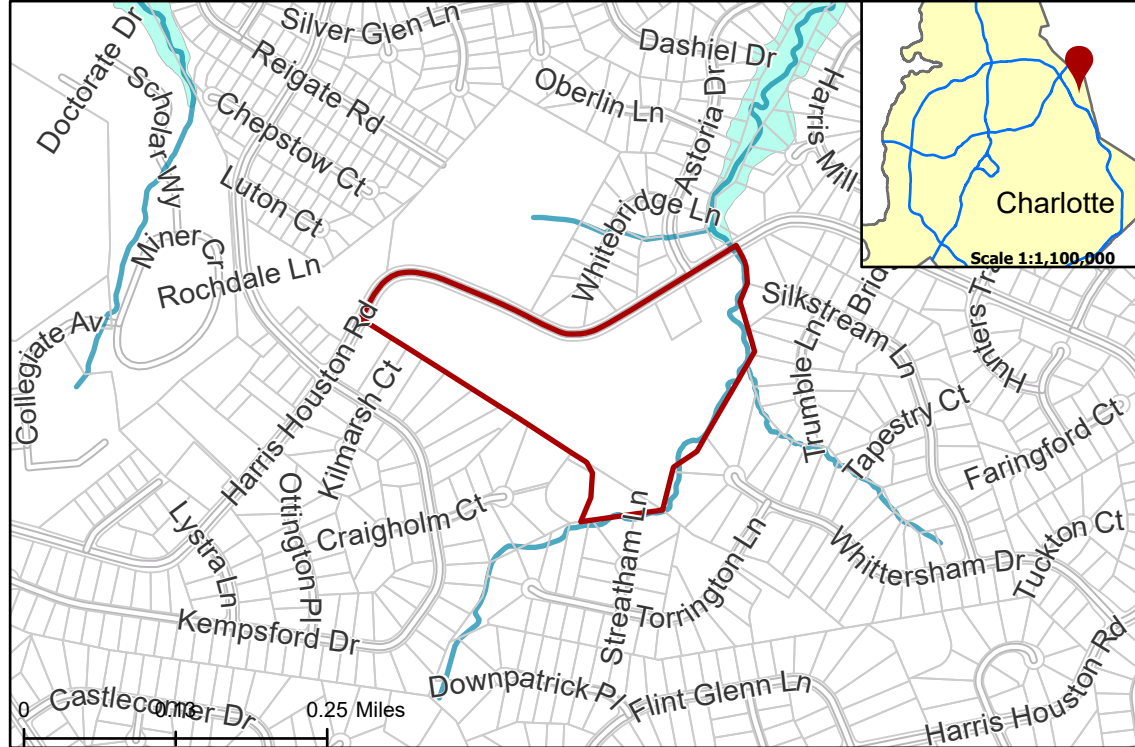 Silver Glen Ln
Doctorate Dr
Reigate Rd
Dashiel Dr
Scholar Wy
Chepstow Ct
Oberlin Ln
Astoria Dr
Harris Mill
Luton Ct
Charlotte
Scale 1:1,100,000
Whitebridge Ln
Miner Cr
Rochdale Ln
Silkstream Ln
Brid
Hunters Tra
Collegiate Av
Harris Houston Rd
Kilmarsh Ct
Trumble Ln
Tapestry Ct
Faringford Ct
Ottington Pl
Lystra Ln
Craigholm Ct
Streatham Ln
Torrington Ln
Whittersham Dr
Tuckton Ct
Kempsford Dr
Downpatrick Pl
Flint Glenn Ln
Harris Houston Rd
Castlecomer Dr
0 0.13 0.25 Miles